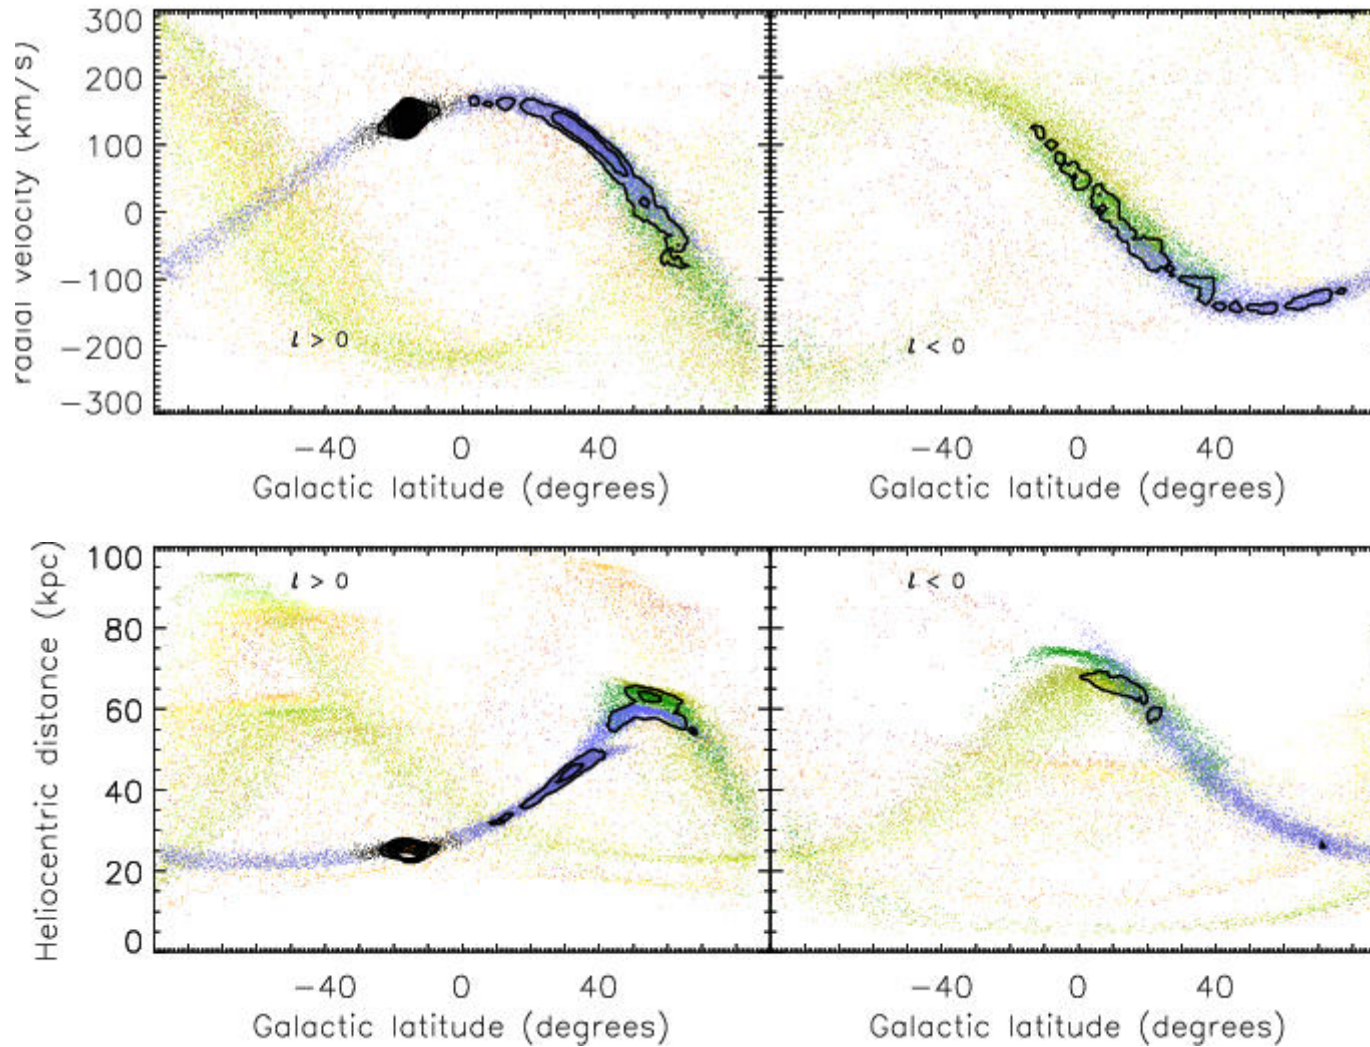 300
200
100
0
−100
−200
−300
radial velocity (km/s)
l > 0
l < 0
−40 0 40
−40 0 40
Galactic latitude (degrees)
Galactic latitude (degrees)
100
80
60
40
20
0
Heliocentric distance (kpc)
l > 0
l < 0
−40 0 40
−40 0 40
Galactic latitude (degrees)
Galactic latitude (degrees)